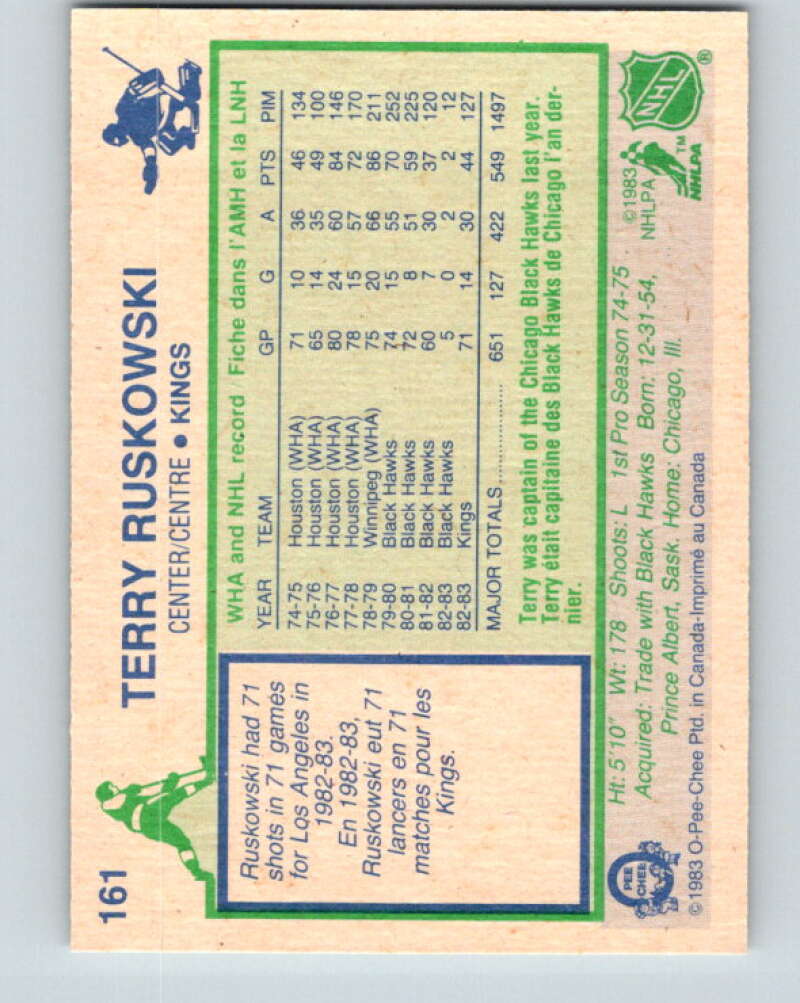 161
TERRY RUSKOWSKI
CENTER/CENTRE • KINGS
Ruskowski had 71
shots in 71 games
for Los Angeles in
1982-83.
En 1982-83,
Ruskowski eut 71
lancers en 71
matches pour les
Kings.
WHA and NHL record / Fiche dans l'AMH et la LNH
YEAR TEAM GP G A PTS PIM
74-75 Houston (WHA) 71 10 36 46 134
75-76 Houston (WHA) 65 14 35 49 100
76-77 Houston (WHA) 80 24 60 84 146
77-78 Houston (WHA) 78 15 57 72 170
78-79 Winnipeg (WHA) 75 20 66 86 211
79-80 Black Hawks 74 15 55 70 252
80-81 Black Hawks 72 8 51 59 225
81-82 Black Hawks 60 7 30 37 120
82-83 Black Hawks 5 0 2 2 12
82-83 Kings 71 14 30 44 127
MAJOR TOTALS.................... 651 127 422 549 1497
Terry was captain of the Chicago Black Hawks last year.
Terry était capitaine des Black Hawks de Chicago l'an der-
nier.
Ht: 5'10" Wt: 178 Shoots: L 1st Pro Season 74-75
Acquired: Trade with Black Hawks Born: 12-31-54,
Prince Albert, Sask. Home: Chicago, Ill.
©1983 O-Pee-Chee Ptd. in Canada-Imprimé au Canada
O
PEE
CHEE
©1983
NHLPA
NHLPA
TM
NHL
®